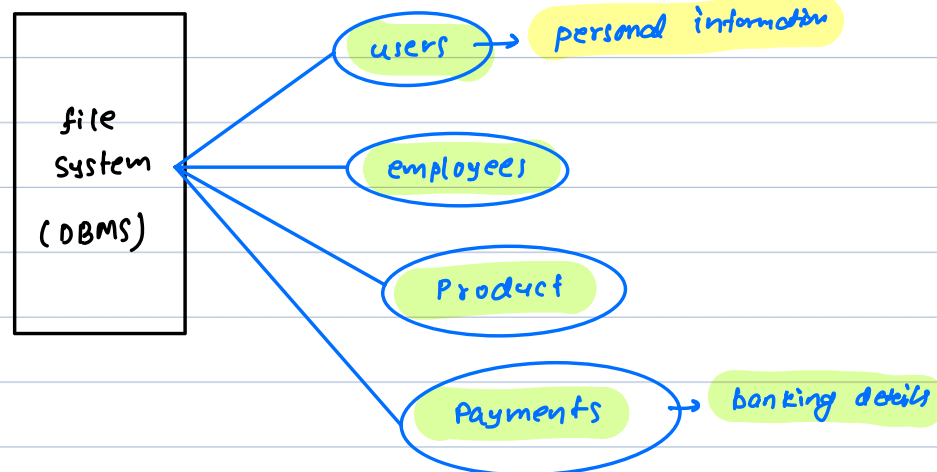 file
system
(DBMS)
users → personal information
employees
Product
Payments → banking details